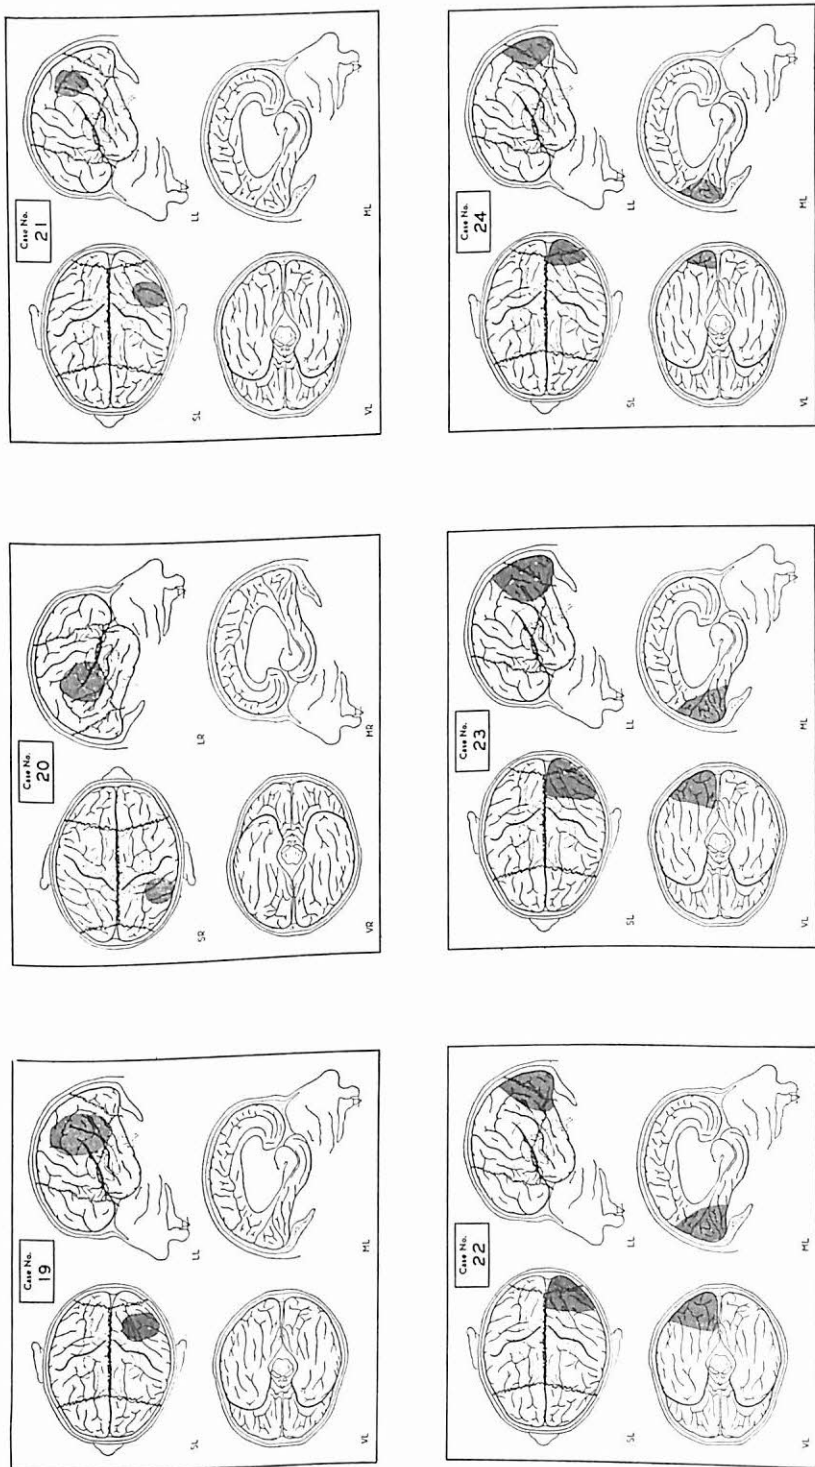 Case No.
19
SL
LL
VL
ML
Case No.
20
SR
LR
VR
MR
Case No.
21
SL
LL
VL
ML
Case No.
22
SL
LL
VL
ML
Case No.
23
SL
LL
VL
ML
Case No.
24
SL
LL
VL
ML